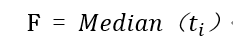 F = Median (tᵢ)